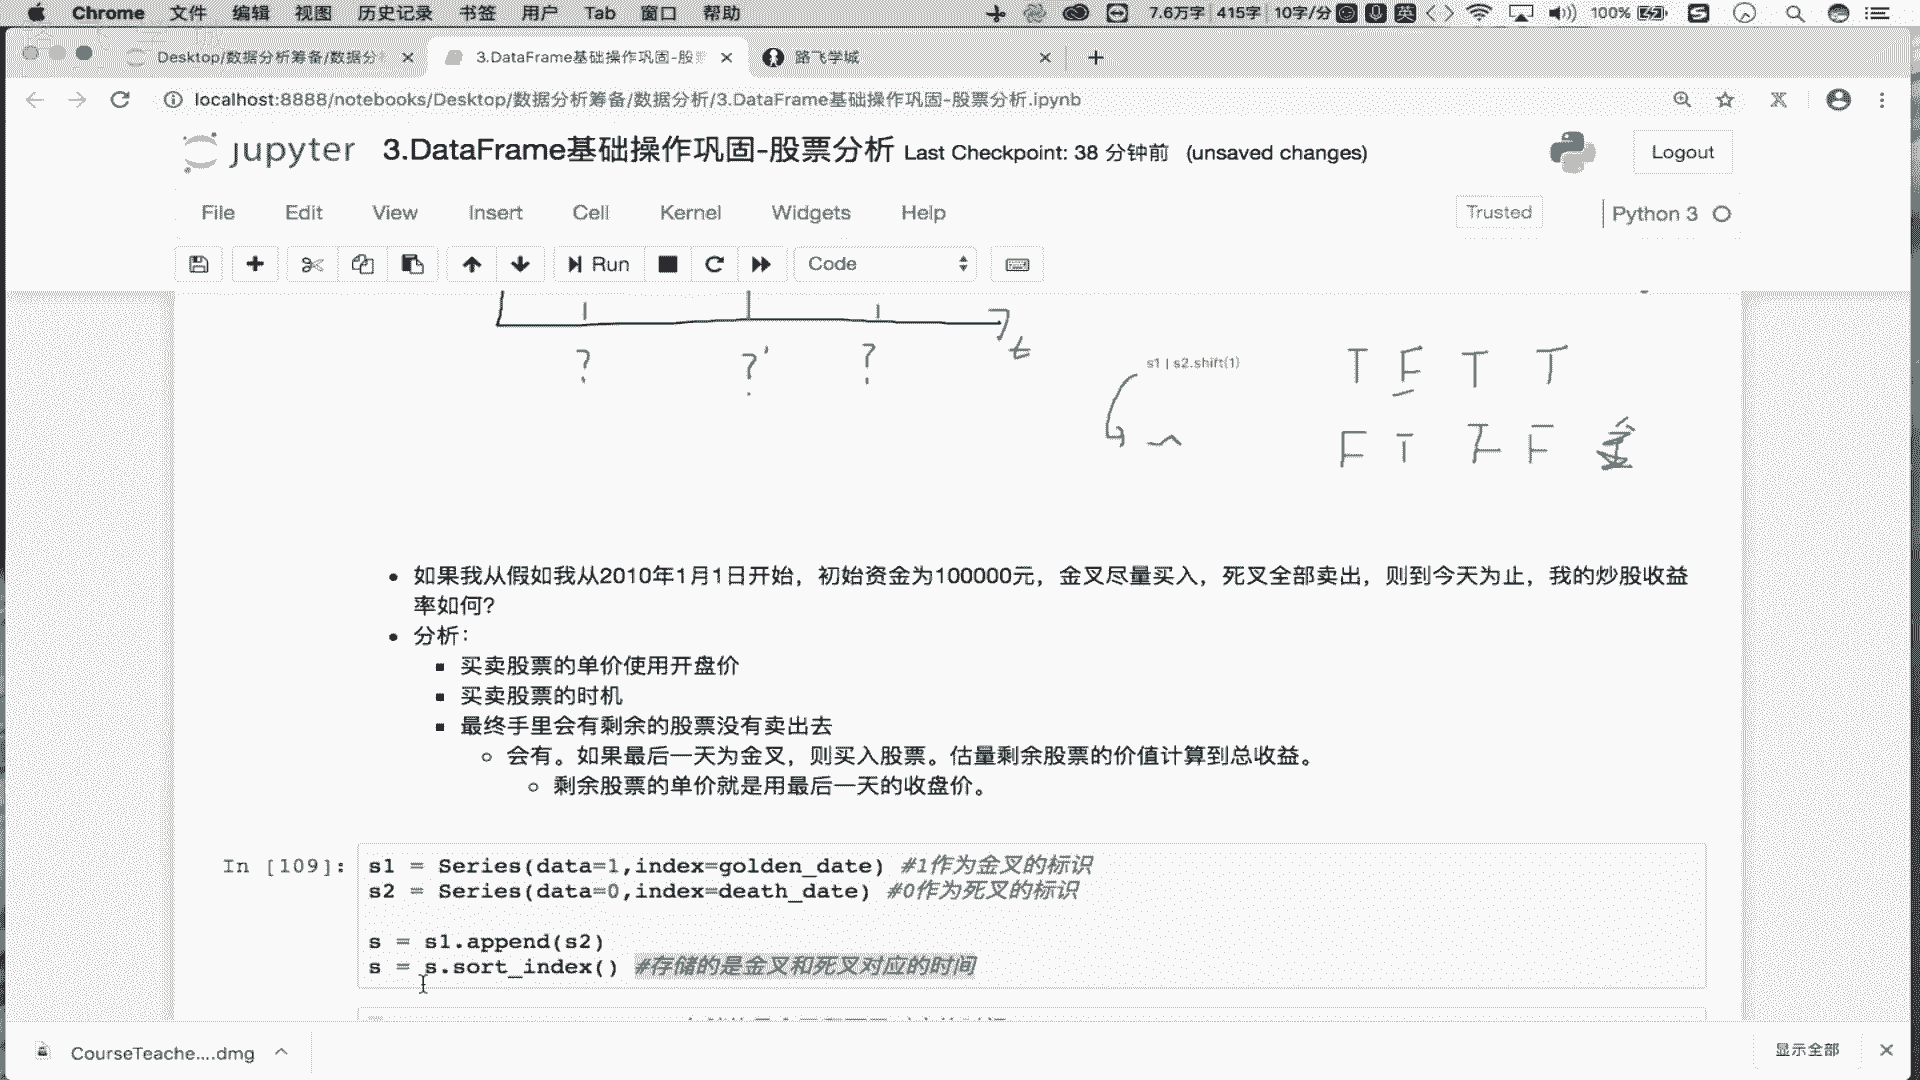 Chrome 文件 编辑 视图 历史记录 书签 用户 Tab 窗口 帮助 7.6万字 415字 10字/分 英 100%
Desktop/数据分析筹备/数据分 3.DataFrame基础操作巩固-股 路飞学城
localhost:8888/notebooks/Desktop/数据分析筹备/数据分析/3.DataFrame基础操作巩固-股票分析.ipynb
jupyter 3.DataFrame基础操作巩固-股票分析 Last Checkpoint: 38 分钟前 (unsaved changes) Logout
File Edit View Insert Cell Kernel Widgets Help Trusted Python 3
Run Code
t
? ?' ?
s1 | s2.shift(1)
T F T T
F T F F
如果我从假如我从2010年1月1日开始，初始资金为100000元，金叉尽量买入，死叉全部卖出，则到今天为止，我的炒股收益
率如何?
分析：
买卖股票的单价使用开盘价
买卖股票的时机
最终手里会有剩余的股票没有卖出去
会有。如果最后一天为金叉，则买入股票。估量剩余股票的价值计算到总收益。
剩余股票的单价就是用最后一天的收盘价。
In [109]:
s1 = Series(data=1,index=golden_date) #1作为金叉的标识
s2 = Series(data=0,index=death_date) #0作为死叉的标识
s = s1.append(s2)
s = s.sort_index() #存储的是金叉和死叉对应的时间
CourseTeache....dmg 显示全部